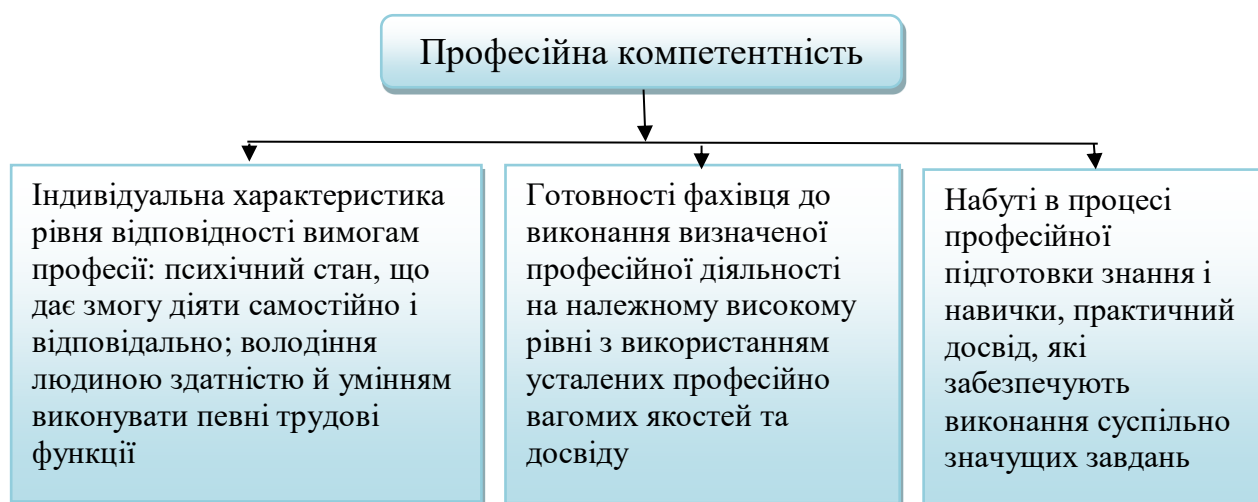 Професійна компетентність
Індивідуальна характеристика
рівня відповідності вимогам
професії: психічний стан, що
дає змогу діяти самостійно і
відповідально; володіння
людиною здатністю й умінням
виконувати певні трудові
функції
Готовності фахівця до
виконання визначеної
професійної діяльності
на належному високому
рівні з використанням
усталених професійно
вагомих якостей та
досвіду
Набуті в процесі
професійної
підготовки знання і
навички, практичний
досвід, які
забезпечують
виконання суспільно
значущих завдань